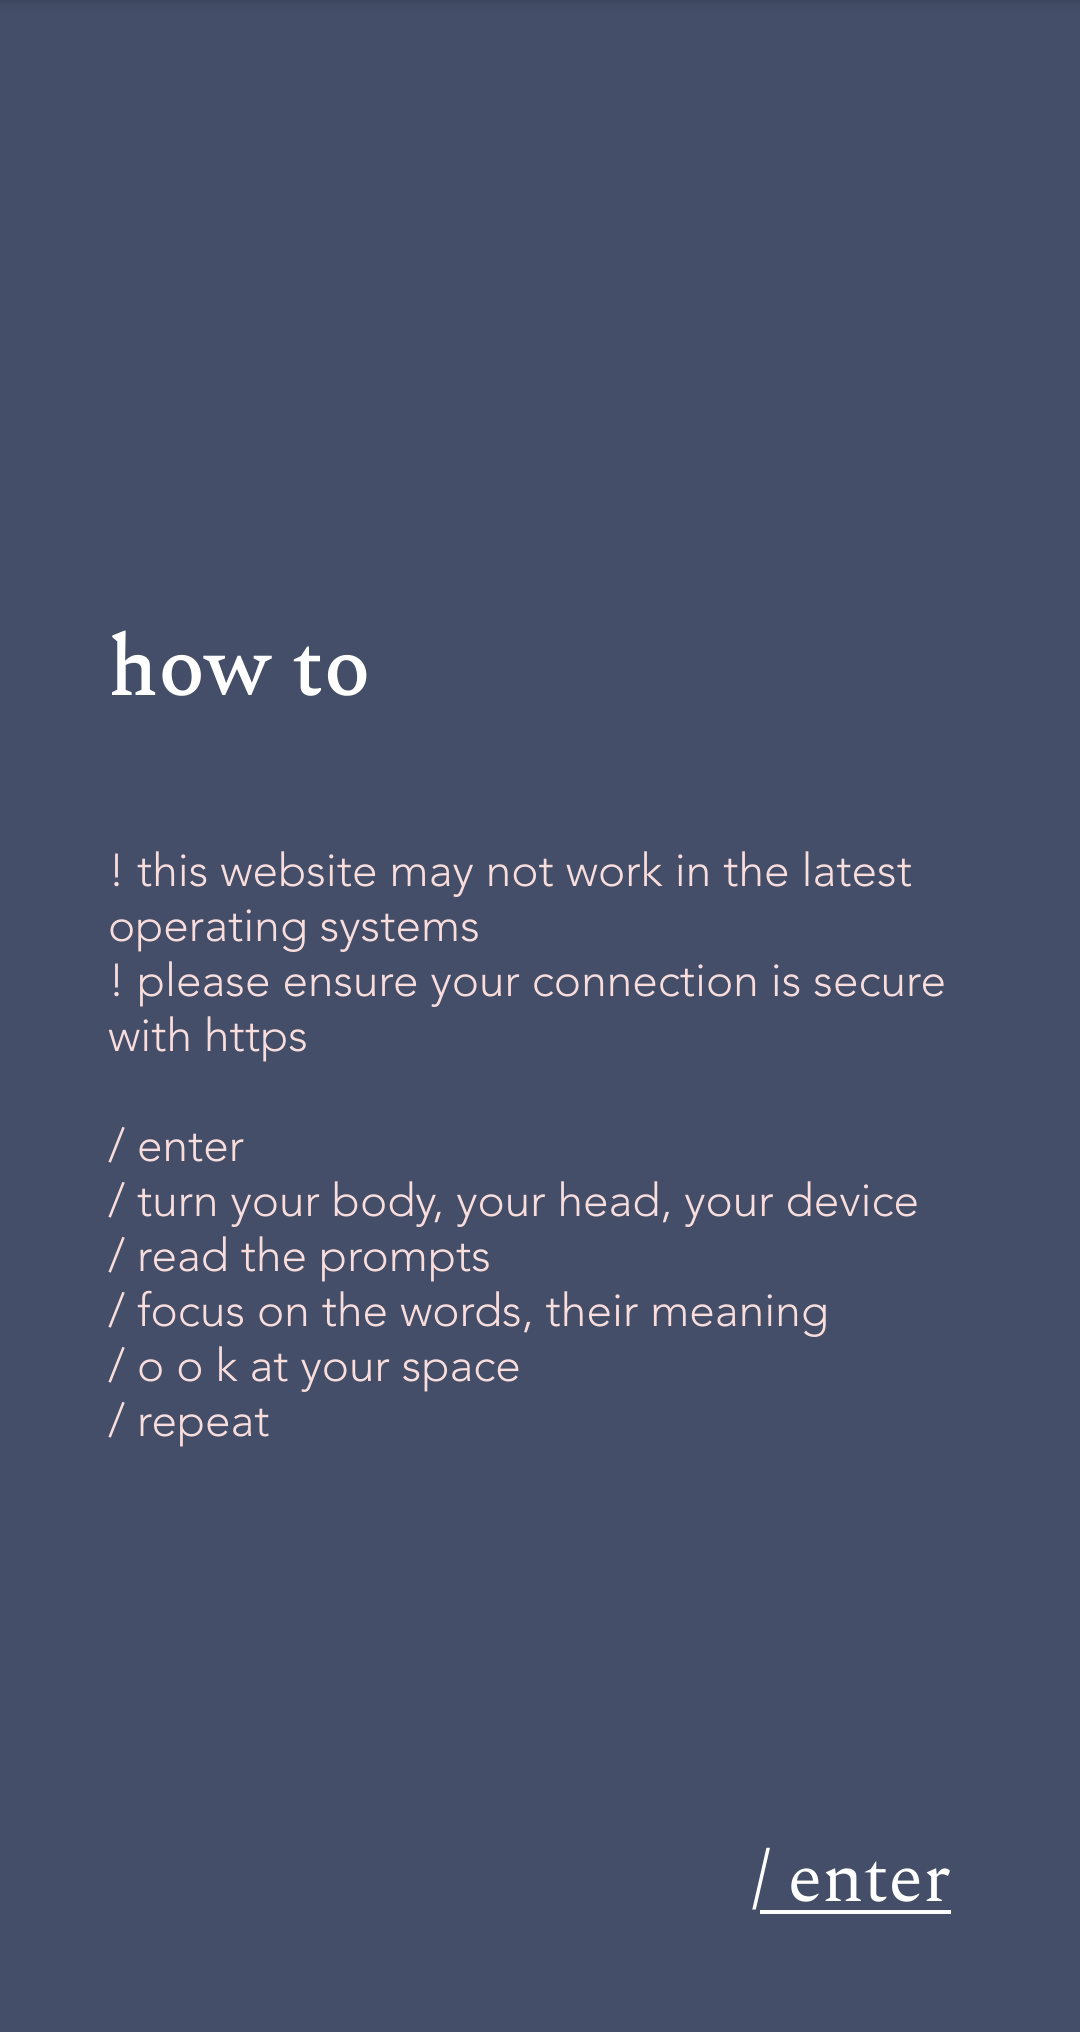 how to
! this website may not work in the latest
operating systems
! please ensure your connection is secure
with https
/ enter
/ turn your body, your head, your device
/ read the prompts
/ focus on the words, their meaning
/ o o k at your space
/ repeat
/ enter